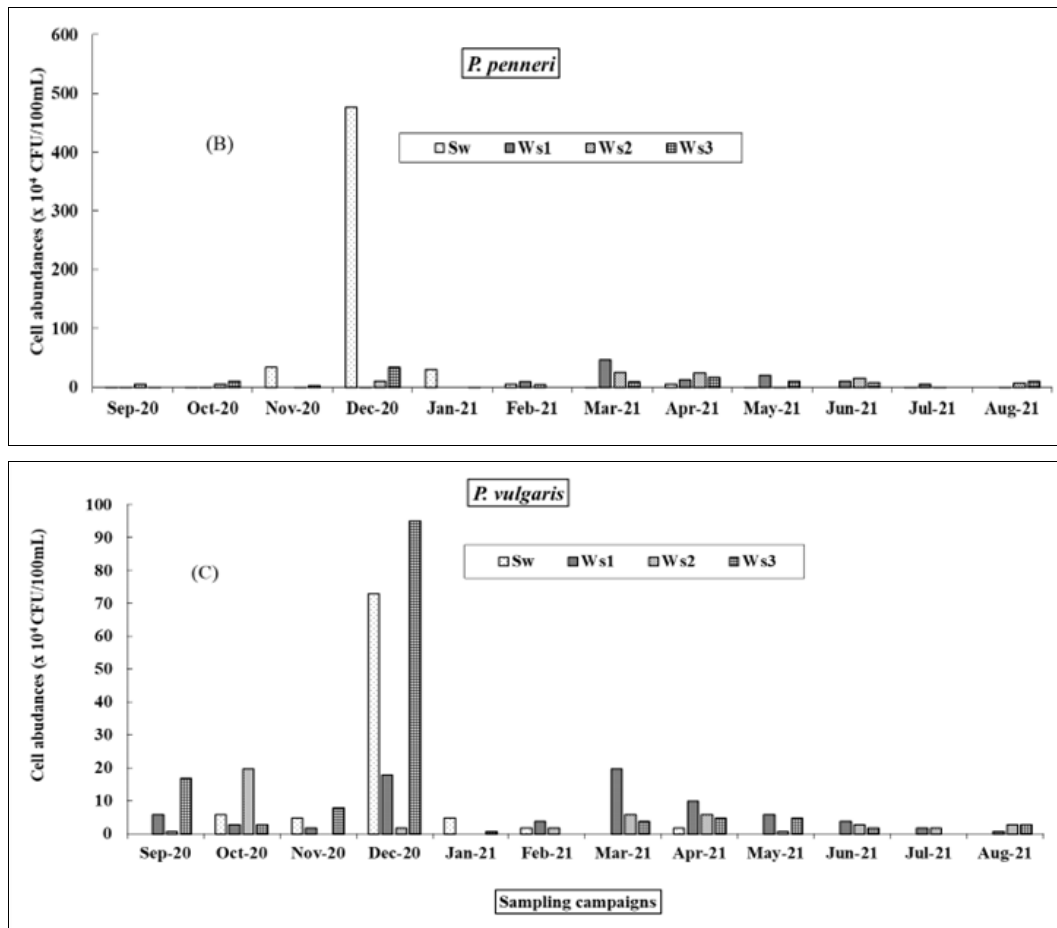 P. penneri
(B)
Sw Ws1 Ws2 Ws3
Cell abundances (x 10⁴ CFU/100mL)
600
500
400
300
200
100
0
Sep-20 Oct-20 Nov-20 Dec-20 Jan-21 Feb-21 Mar-21 Apr-21 May-21 Jun-21 Jul-21 Aug-21
P. vulgaris
(C)
Sw Ws1 Ws2 Ws3
Cell abudances (x 10⁴ CFU/100mL)
100
90
80
70
60
50
40
30
20
10
0
Sep-20 Oct-20 Nov-20 Dec-20 Jan-21 Feb-21 Mar-21 Apr-21 May-21 Jun-21 Jul-21 Aug-21
Sampling campaigns